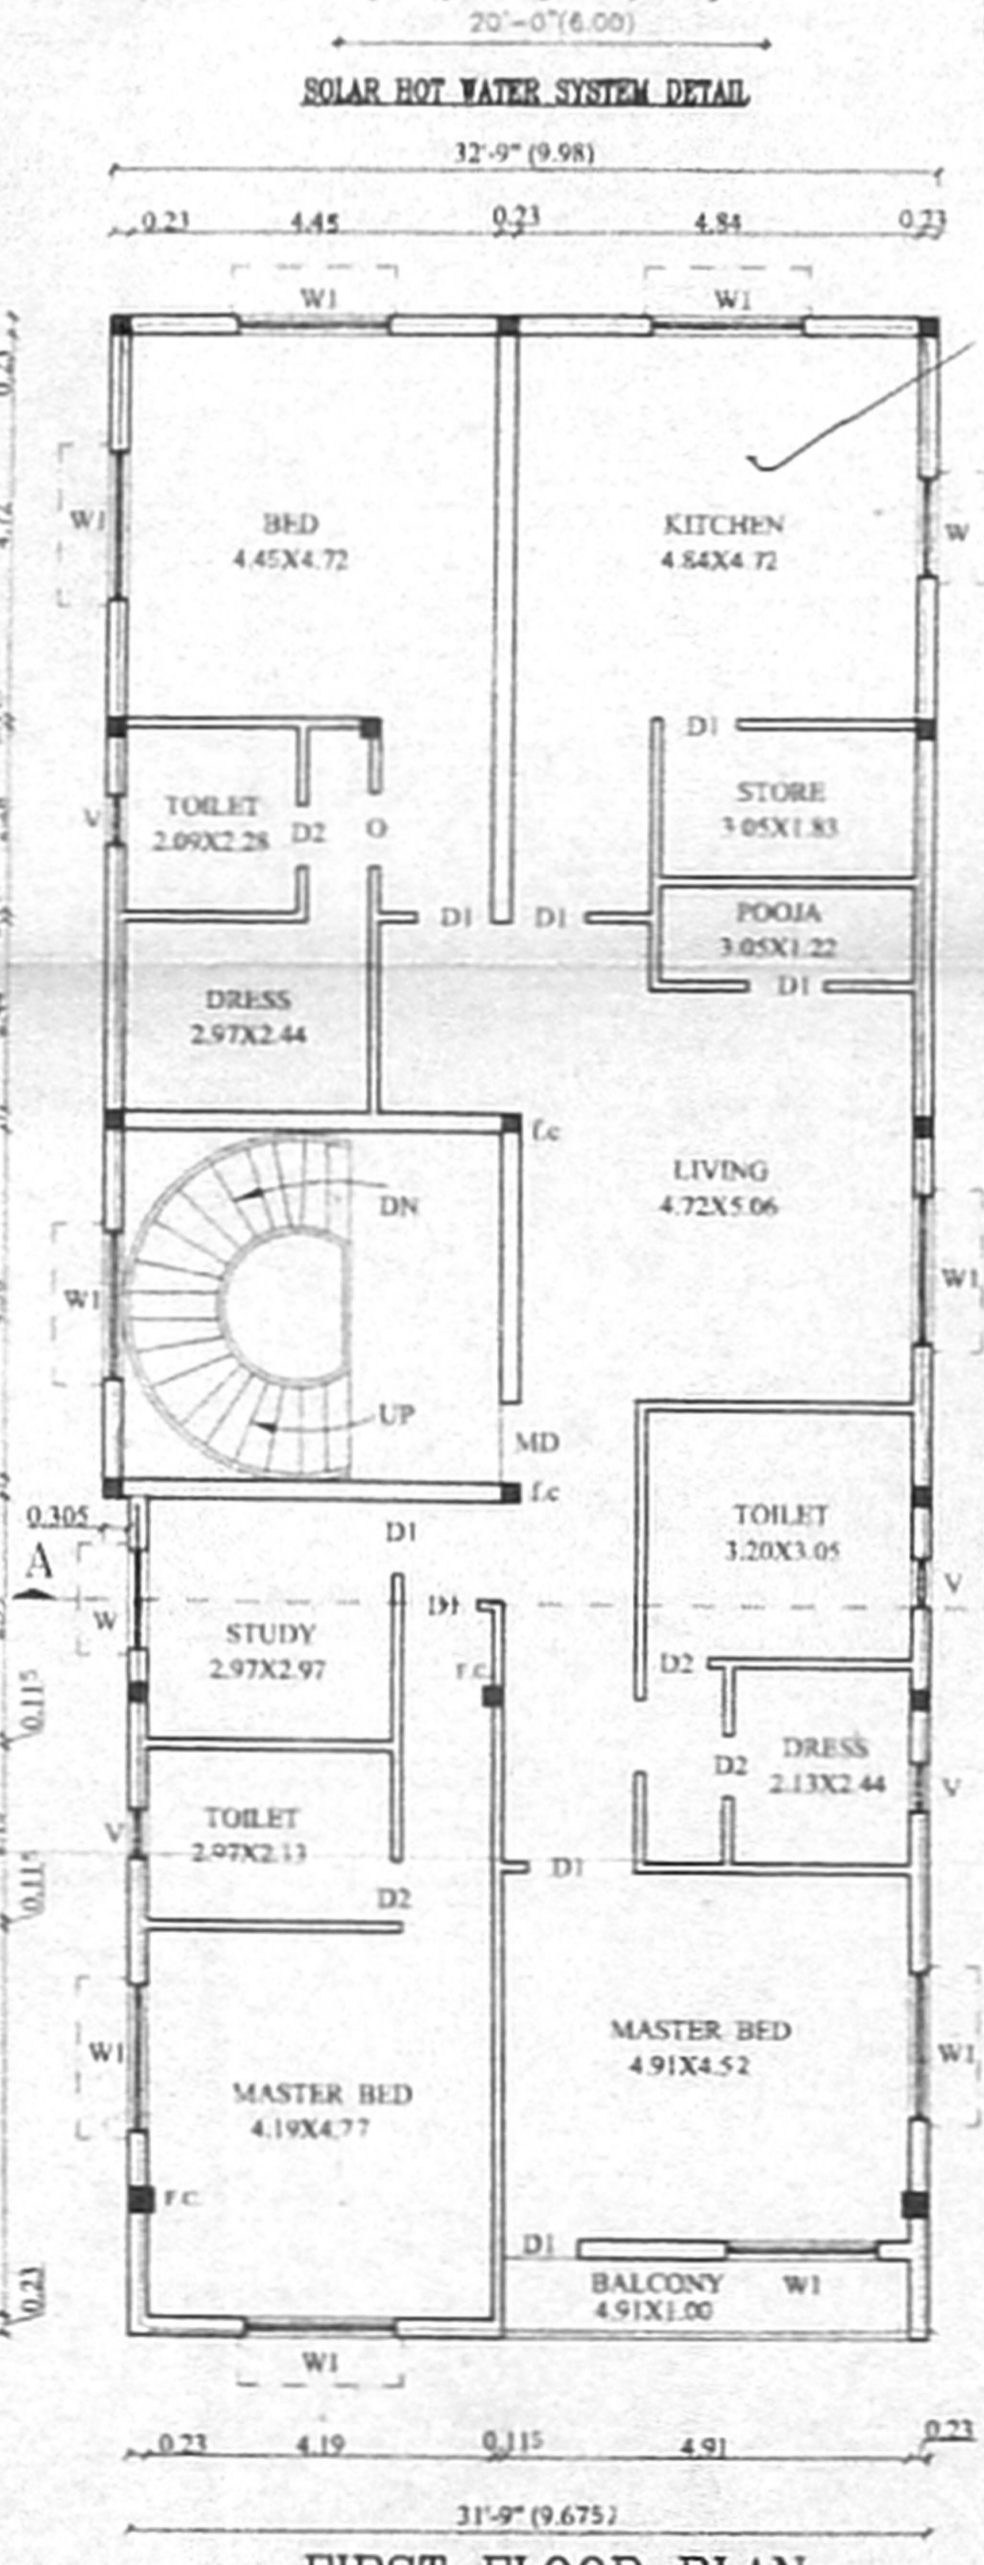 20'-0"(6.00)
SOLAR HOT WATER SYSTEM DETAIL
32'-9" (9.98)
0.23 4.45 0.23 4.84 0.23
W1 W1
0.23
W1 BED KITCHEN W
4.45X4.72 4.84X4.72
D1
TOILET STORE
V 2.09X2.28 D2 O 3.05X1.83
D1 D1 POOJA
3.05X1.22
D1
DRESS
2.97X2.44
f.c
LIVING
4.72X5.06
DN
W1 W1
UP
MD
f.c
0.305
A
D1 TOILET
3.20X3.05
V
W D1
STUDY
2.97X2.97
F.C.
D2
0.115
DRESS
D2 2.13X2.44 V
TOILET
V 2.97X2.13
D1
0.115
D2
MASTER BED
4.91X4.52
W1 W1
MASTER BED
4.19X4.77
F.C.
D1
0.23
BALCONY W1
4.91X1.00
W1
0.23 4.19 0.115 4.91 0.23
31'-9" (9.675)
FIRST FLOOR PLAN